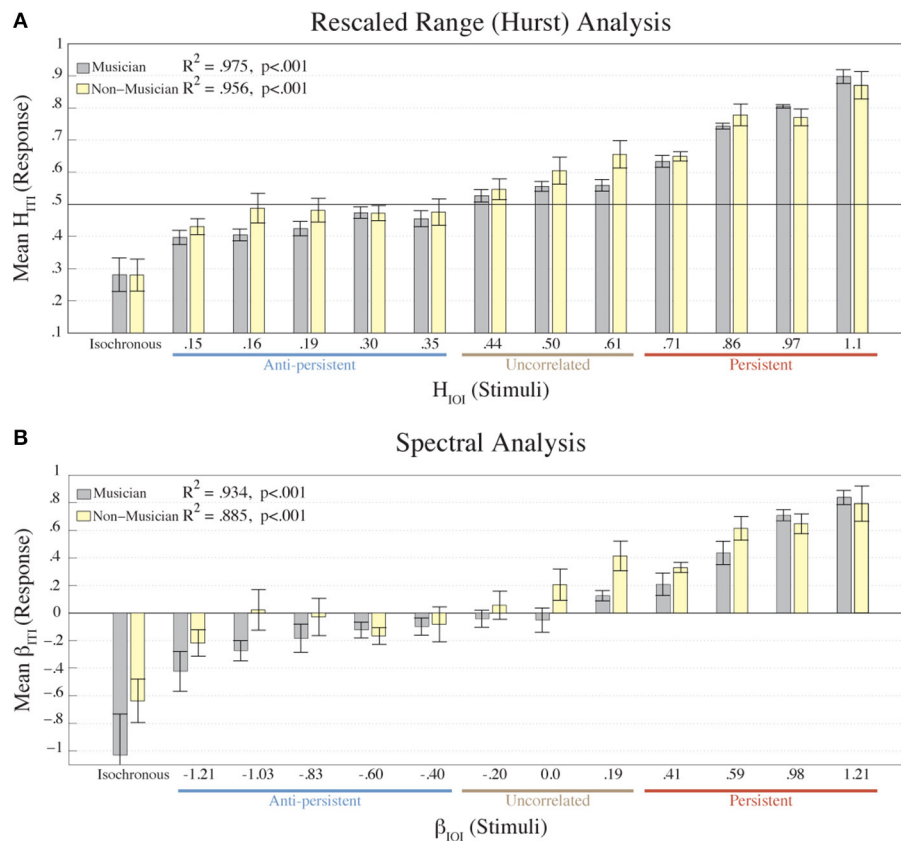 A
Rescaled Range (Hurst) Analysis
Musician R² = .975, p<.001
Non–Musician R² = .956, p<.001
Mean H_ITI (Response)
1
.9
.8
.7
.6
.5
.4
.3
.2
.1
Isochronous .15 .16 .19 .30 .35 .44 .50 .61 .71 .86 .97 1.1
Anti-persistent Uncorrelated Persistent
H_IOI (Stimuli)
B
Spectral Analysis
Musician R² = .934, p<.001
Non–Musician R² = .885, p<.001
Mean β_ITI (Response)
1
.8
.6
.4
.2
0
–.2
–.4
–.6
–.8
–1
Isochronous -1.21 -1.03 -.83 -.60 -.40 -.20 0.0 .19 .41 .59 .98 1.21
Anti-persistent Uncorrelated Persistent
β_IOI (Stimuli)